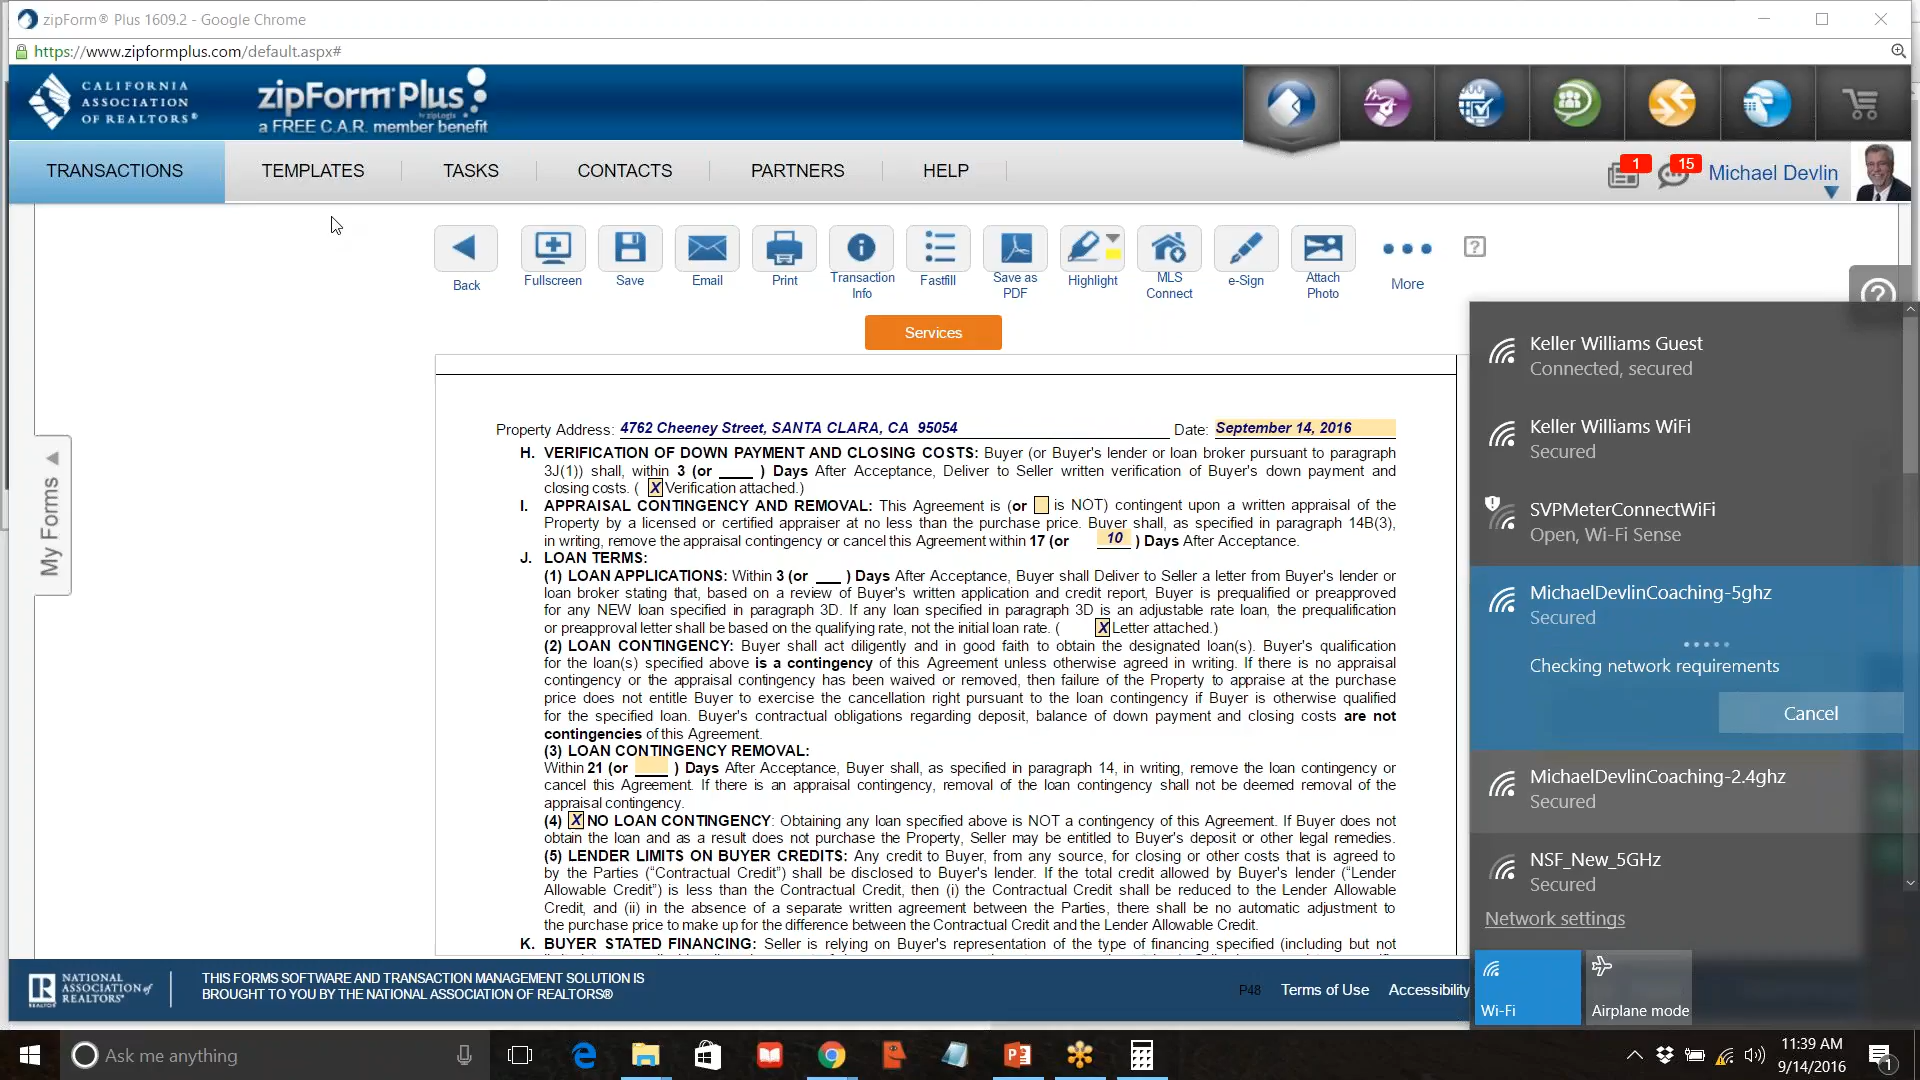 zipForm® Plus 1609.2 - Google Chrome
https://www.zipformplus.com/default.aspx#
CALIFORNIA
ASSOCIATION
OF REALTORS®
zipForm Plus
by zipLogix
a FREE C.A.R. member benefit
TRANSACTIONS TEMPLATES TASKS CONTACTS PARTNERS HELP
1 15 Michael Devlin
Back Fullscreen Save Email Print Transaction Info Fastfill Save as PDF Highlight MLS Connect e-Sign Attach Photo More ?
Services
?
My Forms
Property Address: 4762 Cheeney Street, SANTA CLARA, CA 95054 Date: September 14, 2016
H. VERIFICATION OF DOWN PAYMENT AND CLOSING COSTS: Buyer (or Buyer's lender or loan broker pursuant to paragraph
3J(1)) shall, within 3 (or ____ ) Days After Acceptance, Deliver to Seller written verification of Buyer's down payment and
closing costs. ( X Verification attached.)
I. APPRAISAL CONTINGENCY AND REMOVAL: This Agreement is (or is NOT) contingent upon a written appraisal of the
Property by a licensed or certified appraiser at no less than the purchase price. Buyer shall, as specified in paragraph 14B(3),
in writing, remove the appraisal contingency or cancel this Agreement within 17 (or 10 ) Days After Acceptance.
J. LOAN TERMS:
(1) LOAN APPLICATIONS: Within 3 (or ___ ) Days After Acceptance, Buyer shall Deliver to Seller a letter from Buyer's lender or
loan broker stating that, based on a review of Buyer's written application and credit report, Buyer is prequalified or preapproved
for any NEW loan specified in paragraph 3D. If any loan specified in paragraph 3D is an adjustable rate loan, the prequalification
or preapproval letter shall be based on the qualifying rate, not the initial loan rate. ( X Letter attached.)
(2) LOAN CONTINGENCY: Buyer shall act diligently and in good faith to obtain the designated loan(s). Buyer's qualification
for the loan(s) specified above is a contingency of this Agreement unless otherwise agreed in writing. If there is no appraisal
contingency or the appraisal contingency has been waived or removed, then failure of the Property to appraise at the purchase
price does not entitle Buyer to exercise the cancellation right pursuant to the loan contingency if Buyer is otherwise qualified
for the specified loan. Buyer's contractual obligations regarding deposit, balance of down payment and closing costs are not
contingencies of this Agreement.
(3) LOAN CONTINGENCY REMOVAL:
Within 21 (or ____ ) Days After Acceptance, Buyer shall, as specified in paragraph 14, in writing, remove the loan contingency or
cancel this Agreement. If there is an appraisal contingency, removal of the loan contingency shall not be deemed removal of the
appraisal contingency.
(4) X NO LOAN CONTINGENCY: Obtaining any loan specified above is NOT a contingency of this Agreement. If Buyer does not
obtain the loan and as a result does not purchase the Property, Seller may be entitled to Buyer's deposit or other legal remedies.
(5) LENDER LIMITS ON BUYER CREDITS: Any credit to Buyer, from any source, for closing or other costs that is agreed to
by the Parties ("Contractual Credit") shall be disclosed to Buyer's lender. If the total credit allowed by Buyer's lender ("Lender
Allowable Credit") is less than the Contractual Credit, then (i) the Contractual Credit shall be reduced to the Lender Allowable
Credit, and (ii) in the absence of a separate written agreement between the Parties, there shall be no automatic adjustment to
the purchase price to make up for the difference between the Contractual Credit and the Lender Allowable Credit.
K. BUYER STATED FINANCING: Seller is relying on Buyer's representation of the type of financing specified (including but not
Keller Williams Guest
Connected, secured
Keller Williams WiFi
Secured
SVPMeterConnectWiFi
Open, Wi-Fi Sense
MichaelDevlinCoaching-5ghz
Secured
Checking network requirements
Cancel
MichaelDevlinCoaching-2.4ghz
Secured
NSF_New_5GHz
Secured
Network settings
Wi-Fi Airplane mode
NATIONAL
ASSOCIATION of
REALTORS®
THIS FORMS SOFTWARE AND TRANSACTION MANAGEMENT SOLUTION IS
BROUGHT TO YOU BY THE NATIONAL ASSOCIATION OF REALTORS®
P48 Terms of Use Accessibility
Ask me anything
11:39 AM
9/14/2016
1